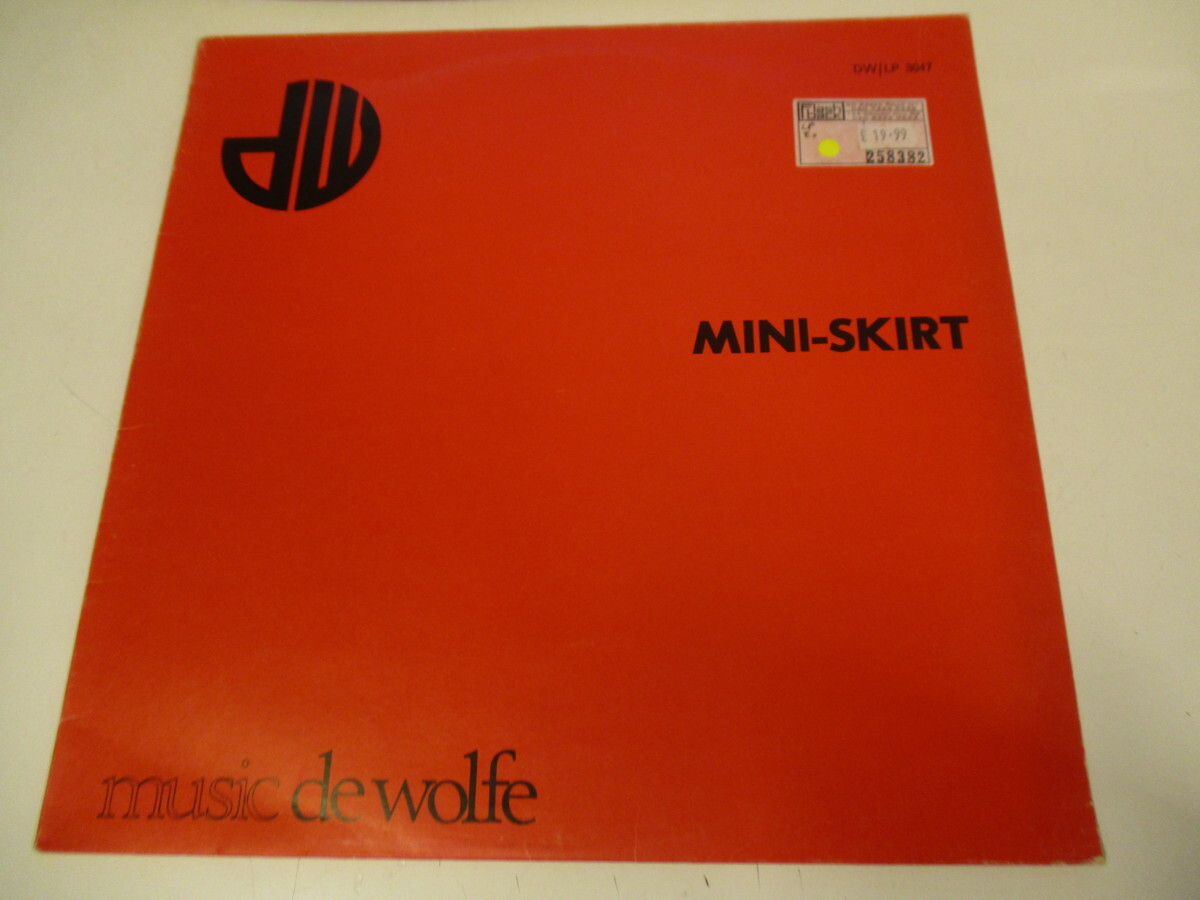 dW
DW/LP 3047
£ 19.99
258382
MINI-SKIRT
music de wolfe